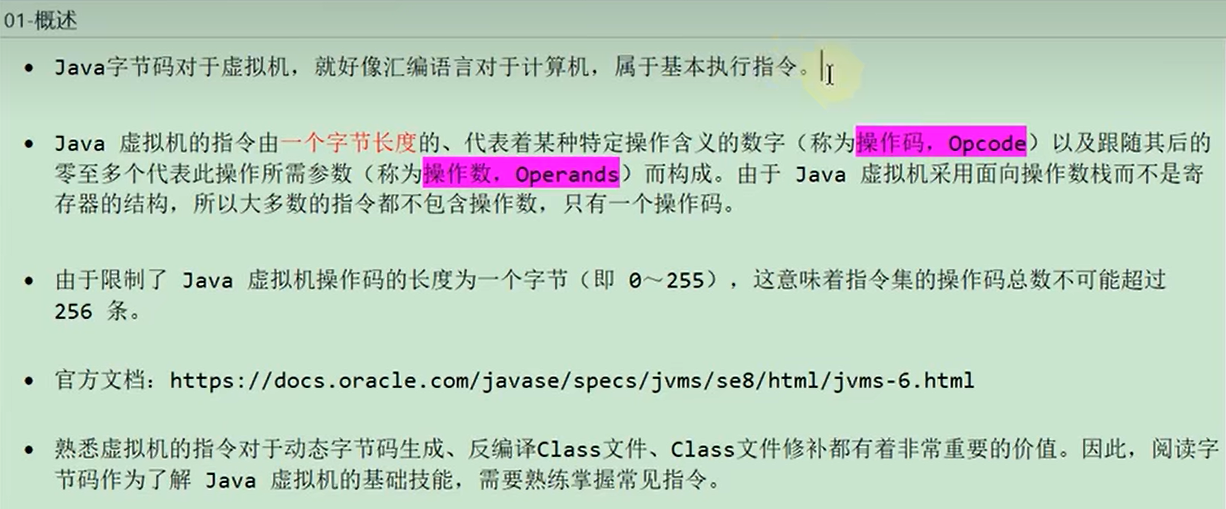 01-概述
• Java字节码对于虚拟机，就好像汇编语言对于计算机，属于基本执行指令。
• Java 虚拟机的指令由一个字节长度的、代表着某种特定操作含义的数字（称为操作码，Opcode）以及跟随其后的
零至多个代表此操作所需参数（称为操作数，Operands）而构成。由于 Java 虚拟机采用面向操作数栈而不是寄
存器的结构，所以大多数的指令都不包含操作数，只有一个操作码。
• 由于限制了 Java 虚拟机操作码的长度为一个字节（即 0～255），这意味着指令集的操作码总数不可能超过
256 条。
• 官方文档：https://docs.oracle.com/javase/specs/jvms/se8/html/jvms-6.html
• 熟悉虚拟机的指令对于动态字节码生成、反编译Class文件、Class文件修补都有着非常重要的价值。因此，阅读字
节码作为了解 Java 虚拟机的基础技能，需要熟练掌握常见指令。